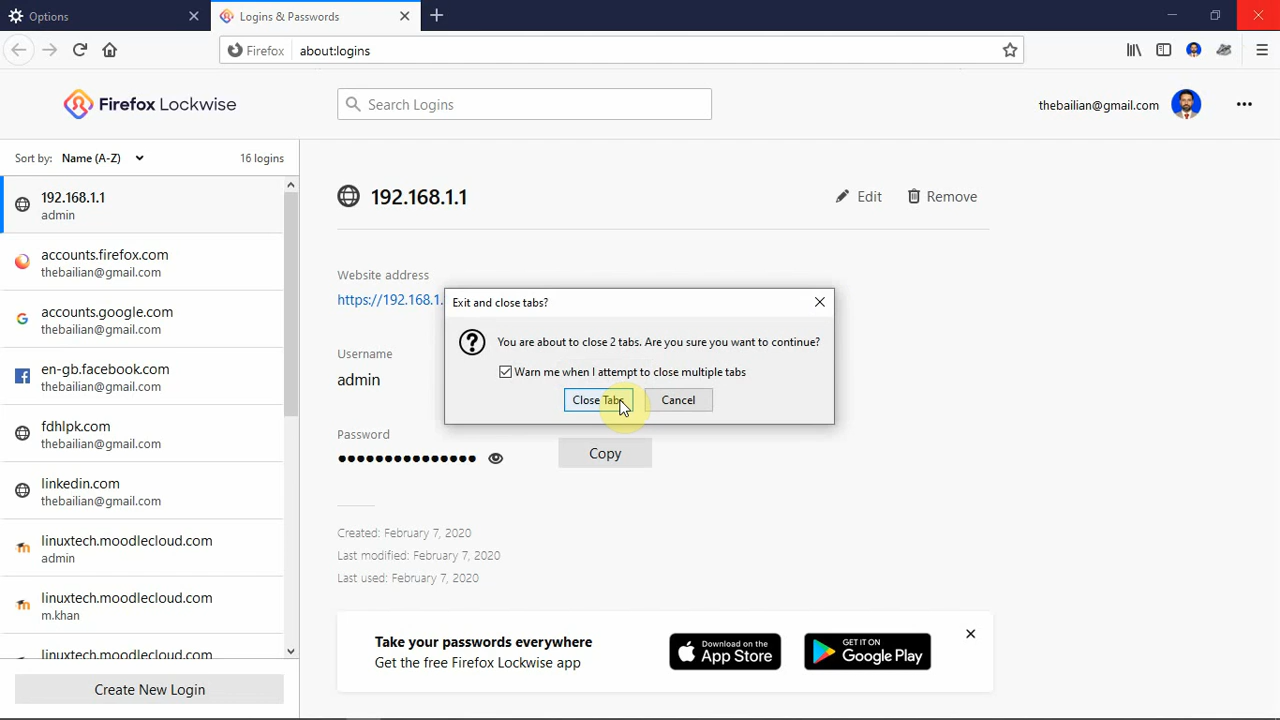 Options
Logins & Passwords
Firefox
about:logins
Firefox Lockwise
Search Logins
thebailian@gmail.com
Sort by: Name (A-Z)
16 logins
192.168.1.1
admin
accounts.firefox.com
thebailian@gmail.com
accounts.google.com
thebailian@gmail.com
en-gb.facebook.com
thebailian@gmail.com
fdhlpk.com
thebailian@gmail.com
linkedin.com
thebailian@gmail.com
linuxtech.moodlecloud.com
admin
linuxtech.moodlecloud.com
m.khan
linuxtech.moodlecloud.com
Create New Login
192.168.1.1
Edit
Remove
Website address
https://192.168.1.
Username
admin
Password
Copy
Created: February 7, 2020
Last modified: February 7, 2020
Last used: February 7, 2020
Exit and close tabs?
You are about to close 2 tabs. Are you sure you want to continue?
Warn me when I attempt to close multiple tabs
Close Tabs
Cancel
Take your passwords everywhere
Get the free Firefox Lockwise app
Download on the
App Store
GET IT ON
Google Play